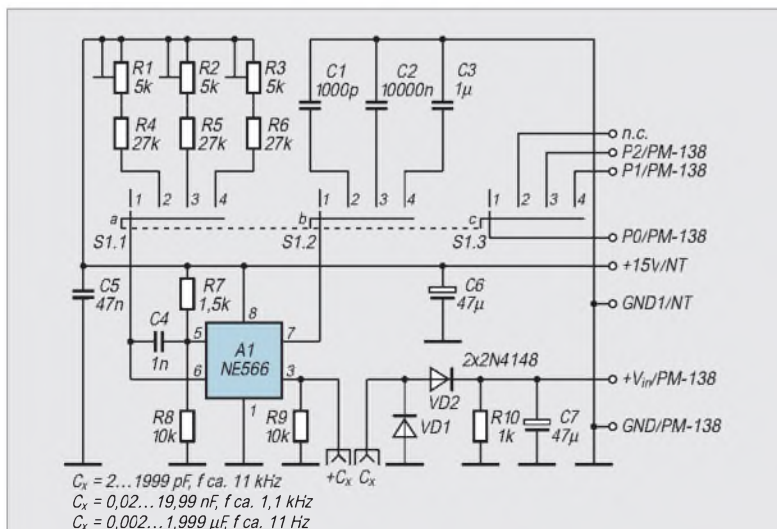 R1
5k
R2
5k
R3
5k
R4
27k
R5
27k
R6
27k
C1
1000p
C2
10000n
C3
1µ
n.c.
P2/PM-138
P1/PM-138
1 2 3 4
1 2 3 4
1 2 3 4
a
b
c
S1.1
S1.2
S1.3
P0/PM-138
+15V/NT
C5
47n
R7
1,5k
C6
47µ
GND1/NT
C4
1n
8
5
7
6
3
1
A1
NE566
2x2N4148
VD2
VD1
+Vin/PM-138
R8
10k
R9
10k
R10
1k
C7
47µ
GND/PM-138
+Cx
Cx
Cx = 2...1999 pF, f ca. 11 kHz
Cx = 0,02...19,99 nF, f ca. 1,1 kHz
Cx = 0,002...1,999 µF, f ca. 11 Hz